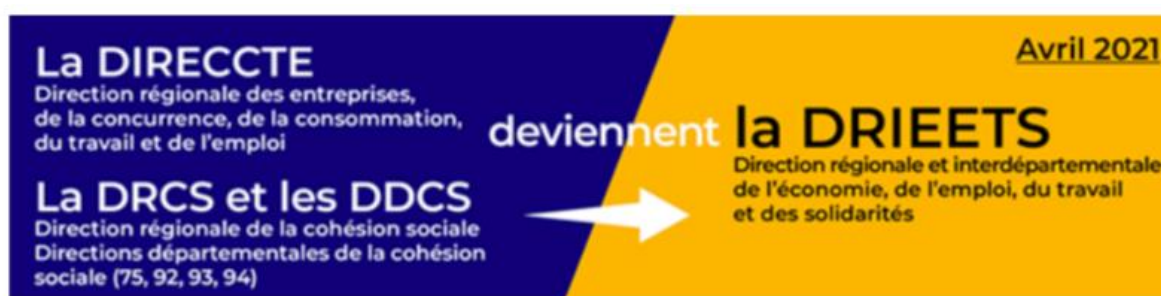 La DIRECCTE
Direction régionale des entreprises,
de la concurrence, de la consommation,
du travail et de l'emploi
La DRCS et les DDCS
Direction régionale de la cohésion sociale
Directions départementales de la cohésion
sociale (75, 92, 93, 94)
deviennent
Avril 2021
la DRIEETS
Direction régionale et interdépartementale
de l'économie, de l'emploi, du travail
et des solidarités